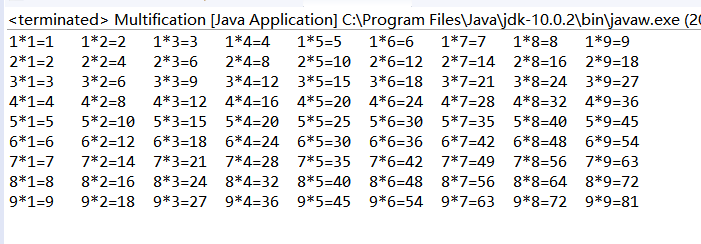 <terminated> Multification [Java Application] C:\Program Files\Java\jdk-10.0.2\bin\javaw.exe (20
1*1=1 1*2=2 1*3=3 1*4=4 1*5=5 1*6=6 1*7=7 1*8=8 1*9=9
2*1=2 2*2=4 2*3=6 2*4=8 2*5=10 2*6=12 2*7=14 2*8=16 2*9=18
3*1=3 3*2=6 3*3=9 3*4=12 3*5=15 3*6=18 3*7=21 3*8=24 3*9=27
4*1=4 4*2=8 4*3=12 4*4=16 4*5=20 4*6=24 4*7=28 4*8=32 4*9=36
5*1=5 5*2=10 5*3=15 5*4=20 5*5=25 5*6=30 5*7=35 5*8=40 5*9=45
6*1=6 6*2=12 6*3=18 6*4=24 6*5=30 6*6=36 6*7=42 6*8=48 6*9=54
7*1=7 7*2=14 7*3=21 7*4=28 7*5=35 7*6=42 7*7=49 7*8=56 7*9=63
8*1=8 8*2=16 8*3=24 8*4=32 8*5=40 8*6=48 8*7=56 8*8=64 8*9=72
9*1=9 9*2=18 9*3=27 9*4=36 9*5=45 9*6=54 9*7=63 9*8=72 9*9=81